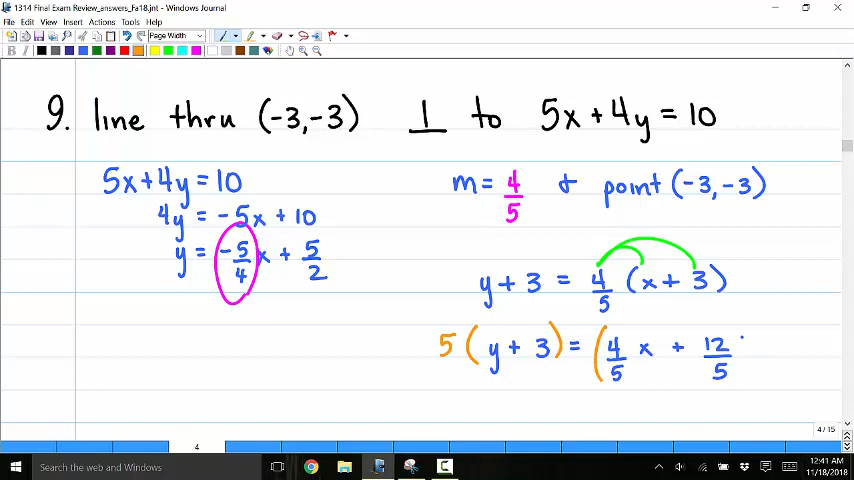 1314 Final Exam Review_answers_Fa18.jnt - Windows Journal
File Edit View Insert Actions Tools Help
Page Width
B I
9. line thru (-3,-3) ⊥ to 5x+4y=10
5x+4y=10
4y = -5x+10
y = -5/4 x + 5/2
m = 4/5 & point (-3,-3)
y+3 = 4/5 (x+3)
5(y+3) = (4/5 x + 12/5
4/15
4
Search the web and Windows
12:41 AM
11/18/2018